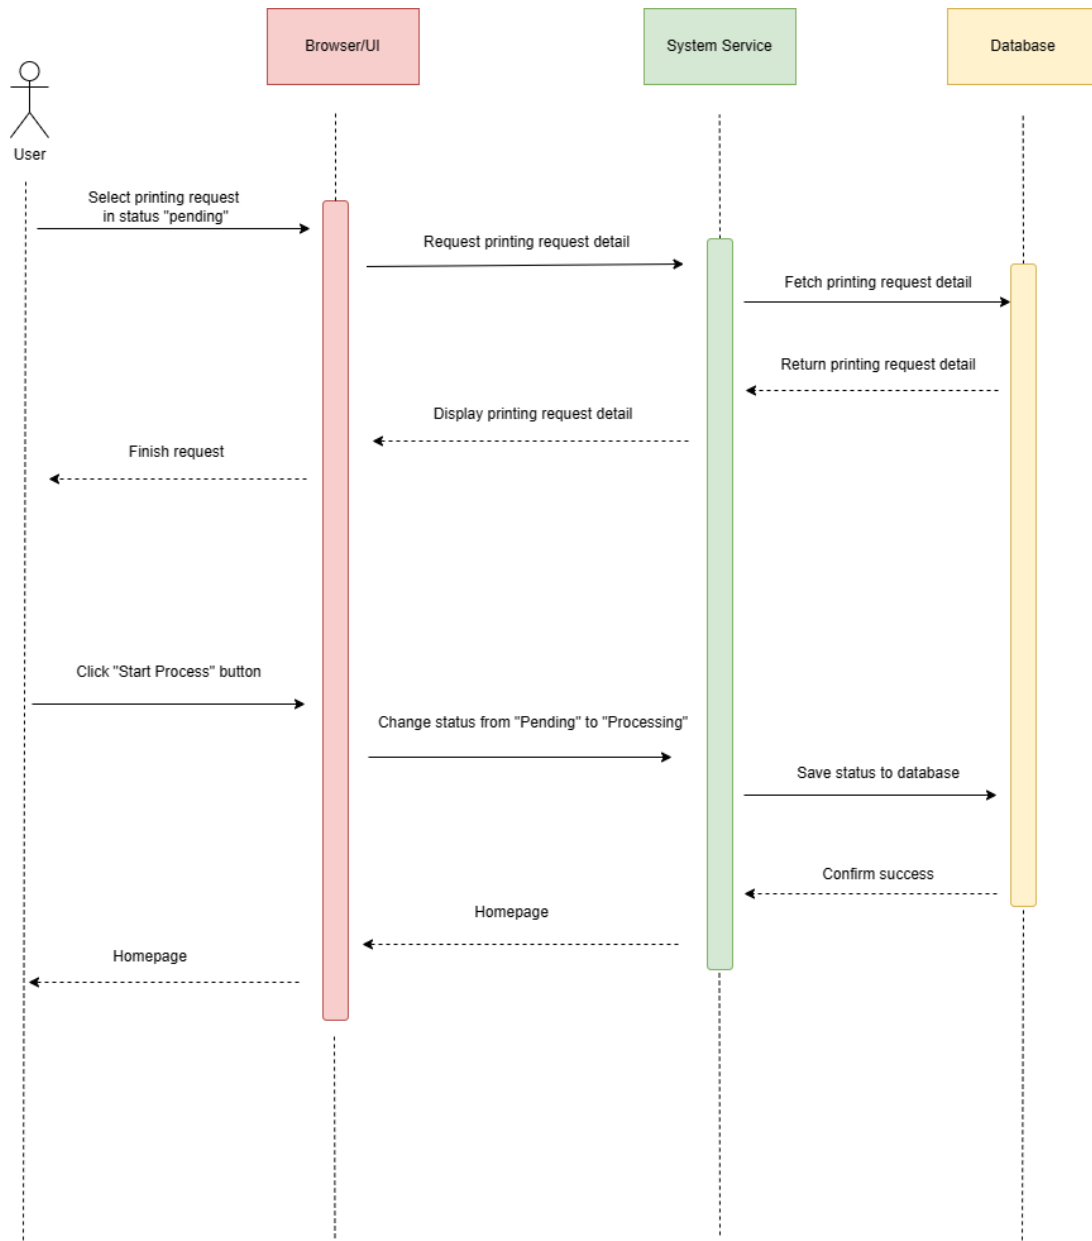 Browser/UI
System Service
Database
User
Select printing request
in status "pending"
Request printing request detail
Fetch printing request detail
Return printing request detail
Display printing request detail
Finish request
Click "Start Process" button
Change status from "Pending" to "Processing"
Save status to database
Confirm success
Homepage
Homepage